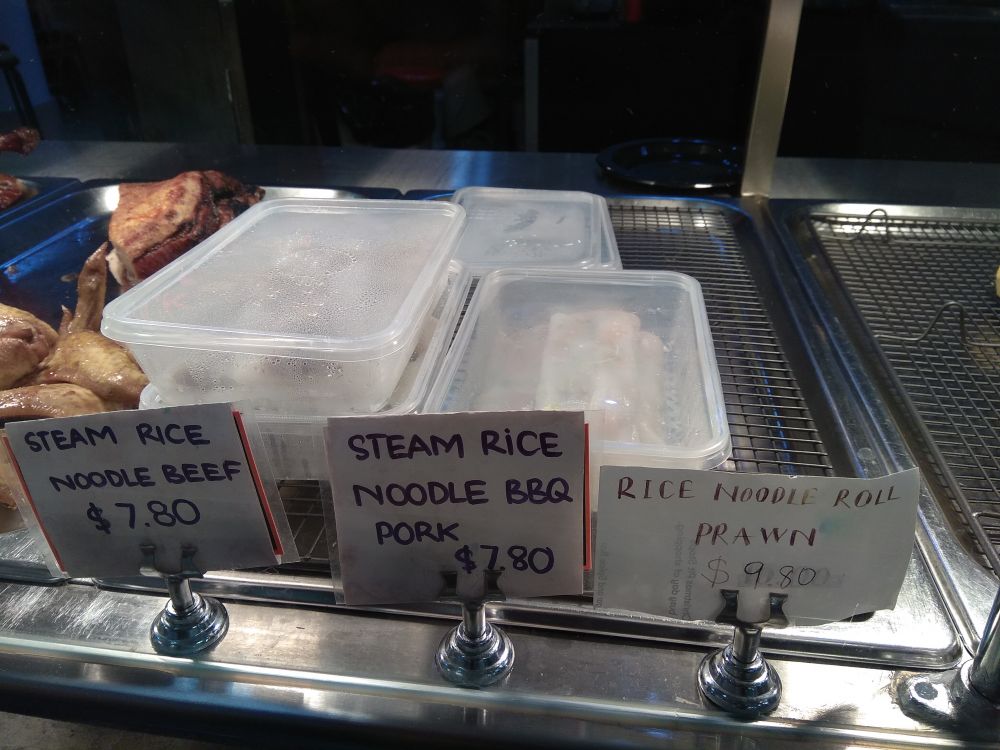 STEAM RICE
NOODLE BEEF
$7.80
STEAM RICE
NOODLE BBQ
PORK
$7.80
RICE NOODLE ROLL
PRAWN
$9.80